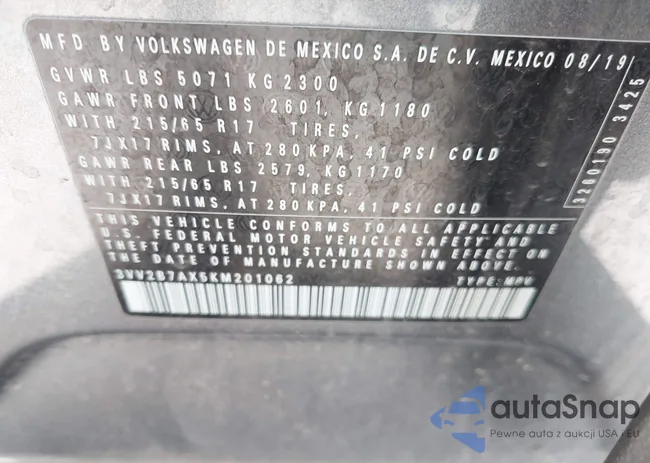 MFD BY VOLKSWAGEN DE MEXICO S.A. DE C.V. MEXICO 08/19
GVWR LBS 5071 KG 2300
GAWR FRONT LBS 2601, KG 1180
WITH 215/65 R17 TIRES,
7JX17 RIMS, AT 280 KPA, 41 PSI COLD
GAWR REAR LBS 2579, KG 1170
WITH 215/65 R17 TIRES,
7JX17 RIMS, AT 280 KPA, 41 PSI COLD
THIS VEHICLE CONFORMS TO ALL APPLICABLE
U.S. FEDERAL MOTOR VEHICLE SAFETY AND
THEFT PREVENTION STANDARDS IN EFFECT ON
THE DATE OF MANUFACTURE SHOWN ABOVE.
3VV2B7AX5KM201062 TYPE: MPV
3260190 3425
autaSnap
Pewne auta z aukcji USA - EU